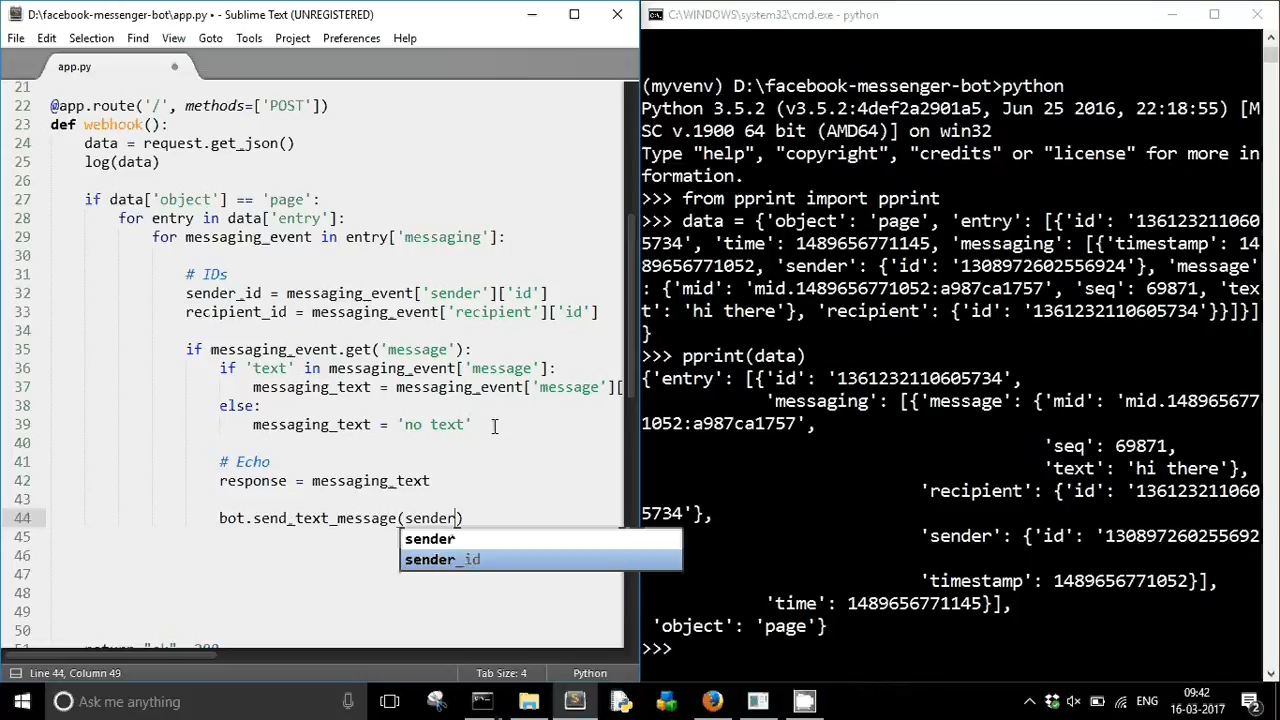 D:\facebook-messenger-bot\app.py • - Sublime Text (UNREGISTERED)
File Edit Selection Find View Goto Tools Project Preferences Help
app.py
21
22 @app.route('/', methods=['POST'])
23 def webhook():
24 data = request.get_json()
25 log(data)
26
27 if data['object'] == 'page':
28 for entry in data['entry']:
29 for messaging_event in entry['messaging']:
30
31 # IDs
32 sender_id = messaging_event['sender']['id']
33 recipient_id = messaging_event['recipient']['id']
34
35 if messaging_event.get('message'):
36 if 'text' in messaging_event['message']:
37 messaging_text = messaging_event['message'][
38 else:
39 messaging_text = 'no text'
40
41 # Echo
42 response = messaging_text
43
44 bot.send_text_message(sender)
45 sender
46 sender_id
47
48
49
50
51 return "ok", 200
Line 44, Column 49 Tab Size: 4 Python
C:\WINDOWS\system32\cmd.exe - python
(myvenv) D:\facebook-messenger-bot>python
Python 3.5.2 (v3.5.2:4def2a2901a5, Jun 25 2016, 22:18:55) [M
SC v.1900 64 bit (AMD64)] on win32
Type "help", "copyright", "credits" or "license" for more in
formation.
>>> from pprint import pprint
>>> data = {'object': 'page', 'entry': [{'id': '136123211060
5734', 'time': 1489656771145, 'messaging': [{'timestamp': 14
89656771052, 'sender': {'id': '1308972602556924'}, 'message'
: {'mid': 'mid.1489656771052:a987ca1757', 'seq': 69871, 'tex
t': 'hi there'}, 'recipient': {'id': '1361232110605734'}}]}]
}
>>> pprint(data)
{'entry': [{'id': '1361232110605734',
'messaging': [{'message': {'mid': 'mid.148965677
1052:a987ca1757',
'seq': 69871,
'text': 'hi there'},
'recipient': {'id': '136123211060
5734'},
'sender': {'id': '130897260255692
'timestamp': 1489656771052}],
'time': 1489656771145}],
'object': 'page'}
>>>
Ask me anything
ENG
09:42
16-03-2017
2